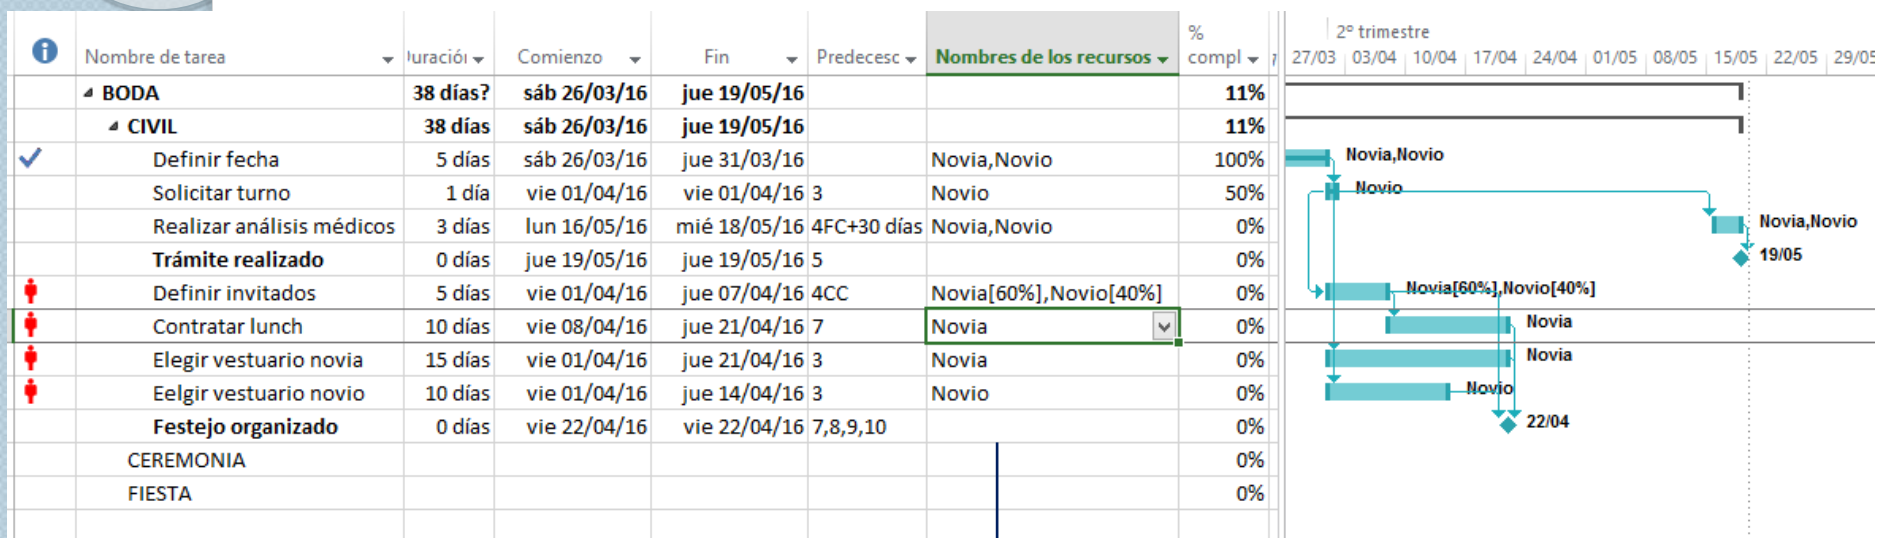 Nombre de tarea uración Comienzo Fin Predecesc Nombres de los recursos % compl
BODA 38 días? sáb 26/03/16 jue 19/05/16 11%
CIVIL 38 días sáb 26/03/16 jue 19/05/16 11%
Definir fecha 5 días sáb 26/03/16 jue 31/03/16 Novia,Novio 100%
Solicitar turno 1 día vie 01/04/16 vie 01/04/16 3 Novio 50%
Realizar análisis médicos 3 días lun 16/05/16 mié 18/05/16 4FC+30 días Novia,Novio 0%
Trámite realizado 0 días jue 19/05/16 jue 19/05/16 5 0%
Definir invitados 5 días vie 01/04/16 jue 07/04/16 4CC Novia[60%],Novio[40%] 0%
Contratar lunch 10 días vie 08/04/16 jue 21/04/16 7 Novia 0%
Elegir vestuario novia 15 días vie 01/04/16 jue 21/04/16 3 Novia 0%
Eelgir vestuario novio 10 días vie 01/04/16 jue 14/04/16 3 Novio 0%
Festejo organizado 0 días vie 22/04/16 vie 22/04/16 7,8,9,10 0%
CEREMONIA 0%
FIESTA 0%
2º trimestre
27/03 03/04 10/04 17/04 24/04 01/05 08/05 15/05 22/05 29/05
Novia,Novio
Novio
Novia,Novio
19/05
Novia[60%],Novio[40%]
Novia
Novia
Novio
22/04